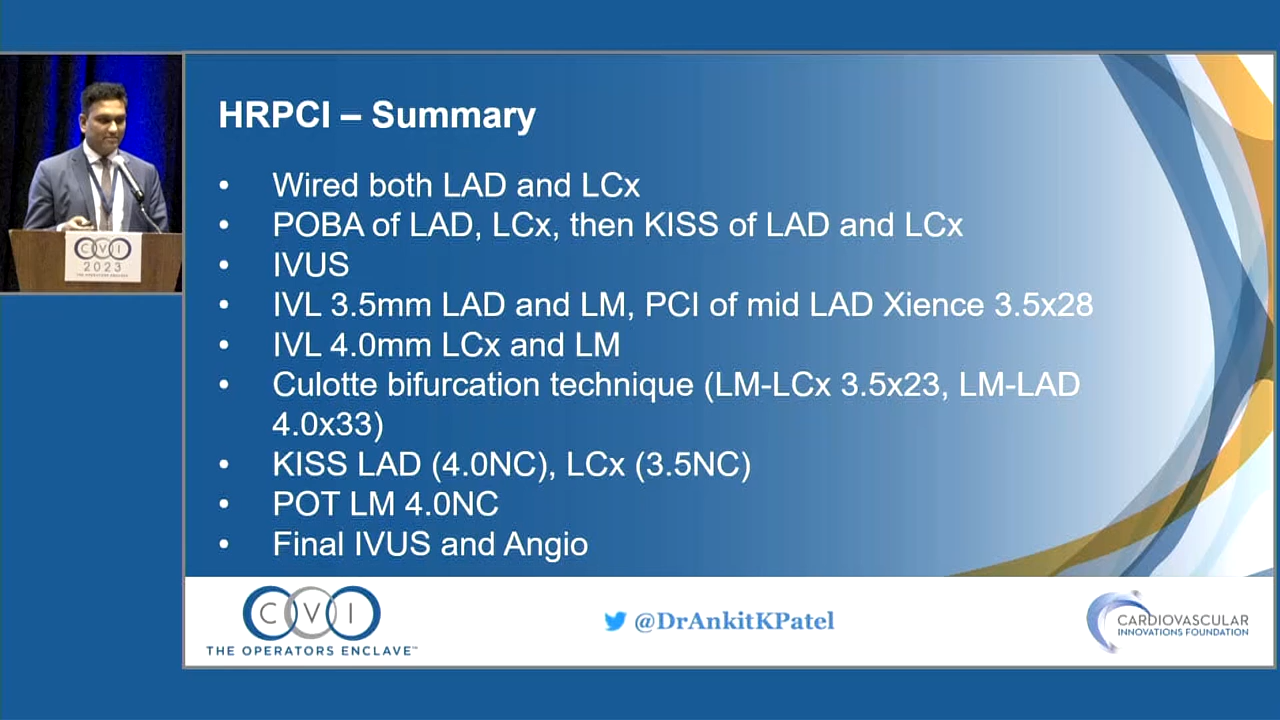 HRPCI – Summary
• Wired both LAD and LCx
• POBA of LAD, LCx, then KISS of LAD and LCx
• IVUS
• IVL 3.5mm LAD and LM, PCI of mid LAD Xience 3.5x28
• IVL 4.0mm LCx and LM
• Culotte bifurcation technique (LM-LCx 3.5x23, LM-LAD
4.0x33)
• KISS LAD (4.0NC), LCx (3.5NC)
• POT LM 4.0NC
• Final IVUS and Angio
CVI
2023
THE OPERATORS ENCLAVE
CVI
THE OPERATORS ENCLAVE™
@DrAnkitKPatel
CARDIOVASCULAR
INNOVATIONS FOUNDATION